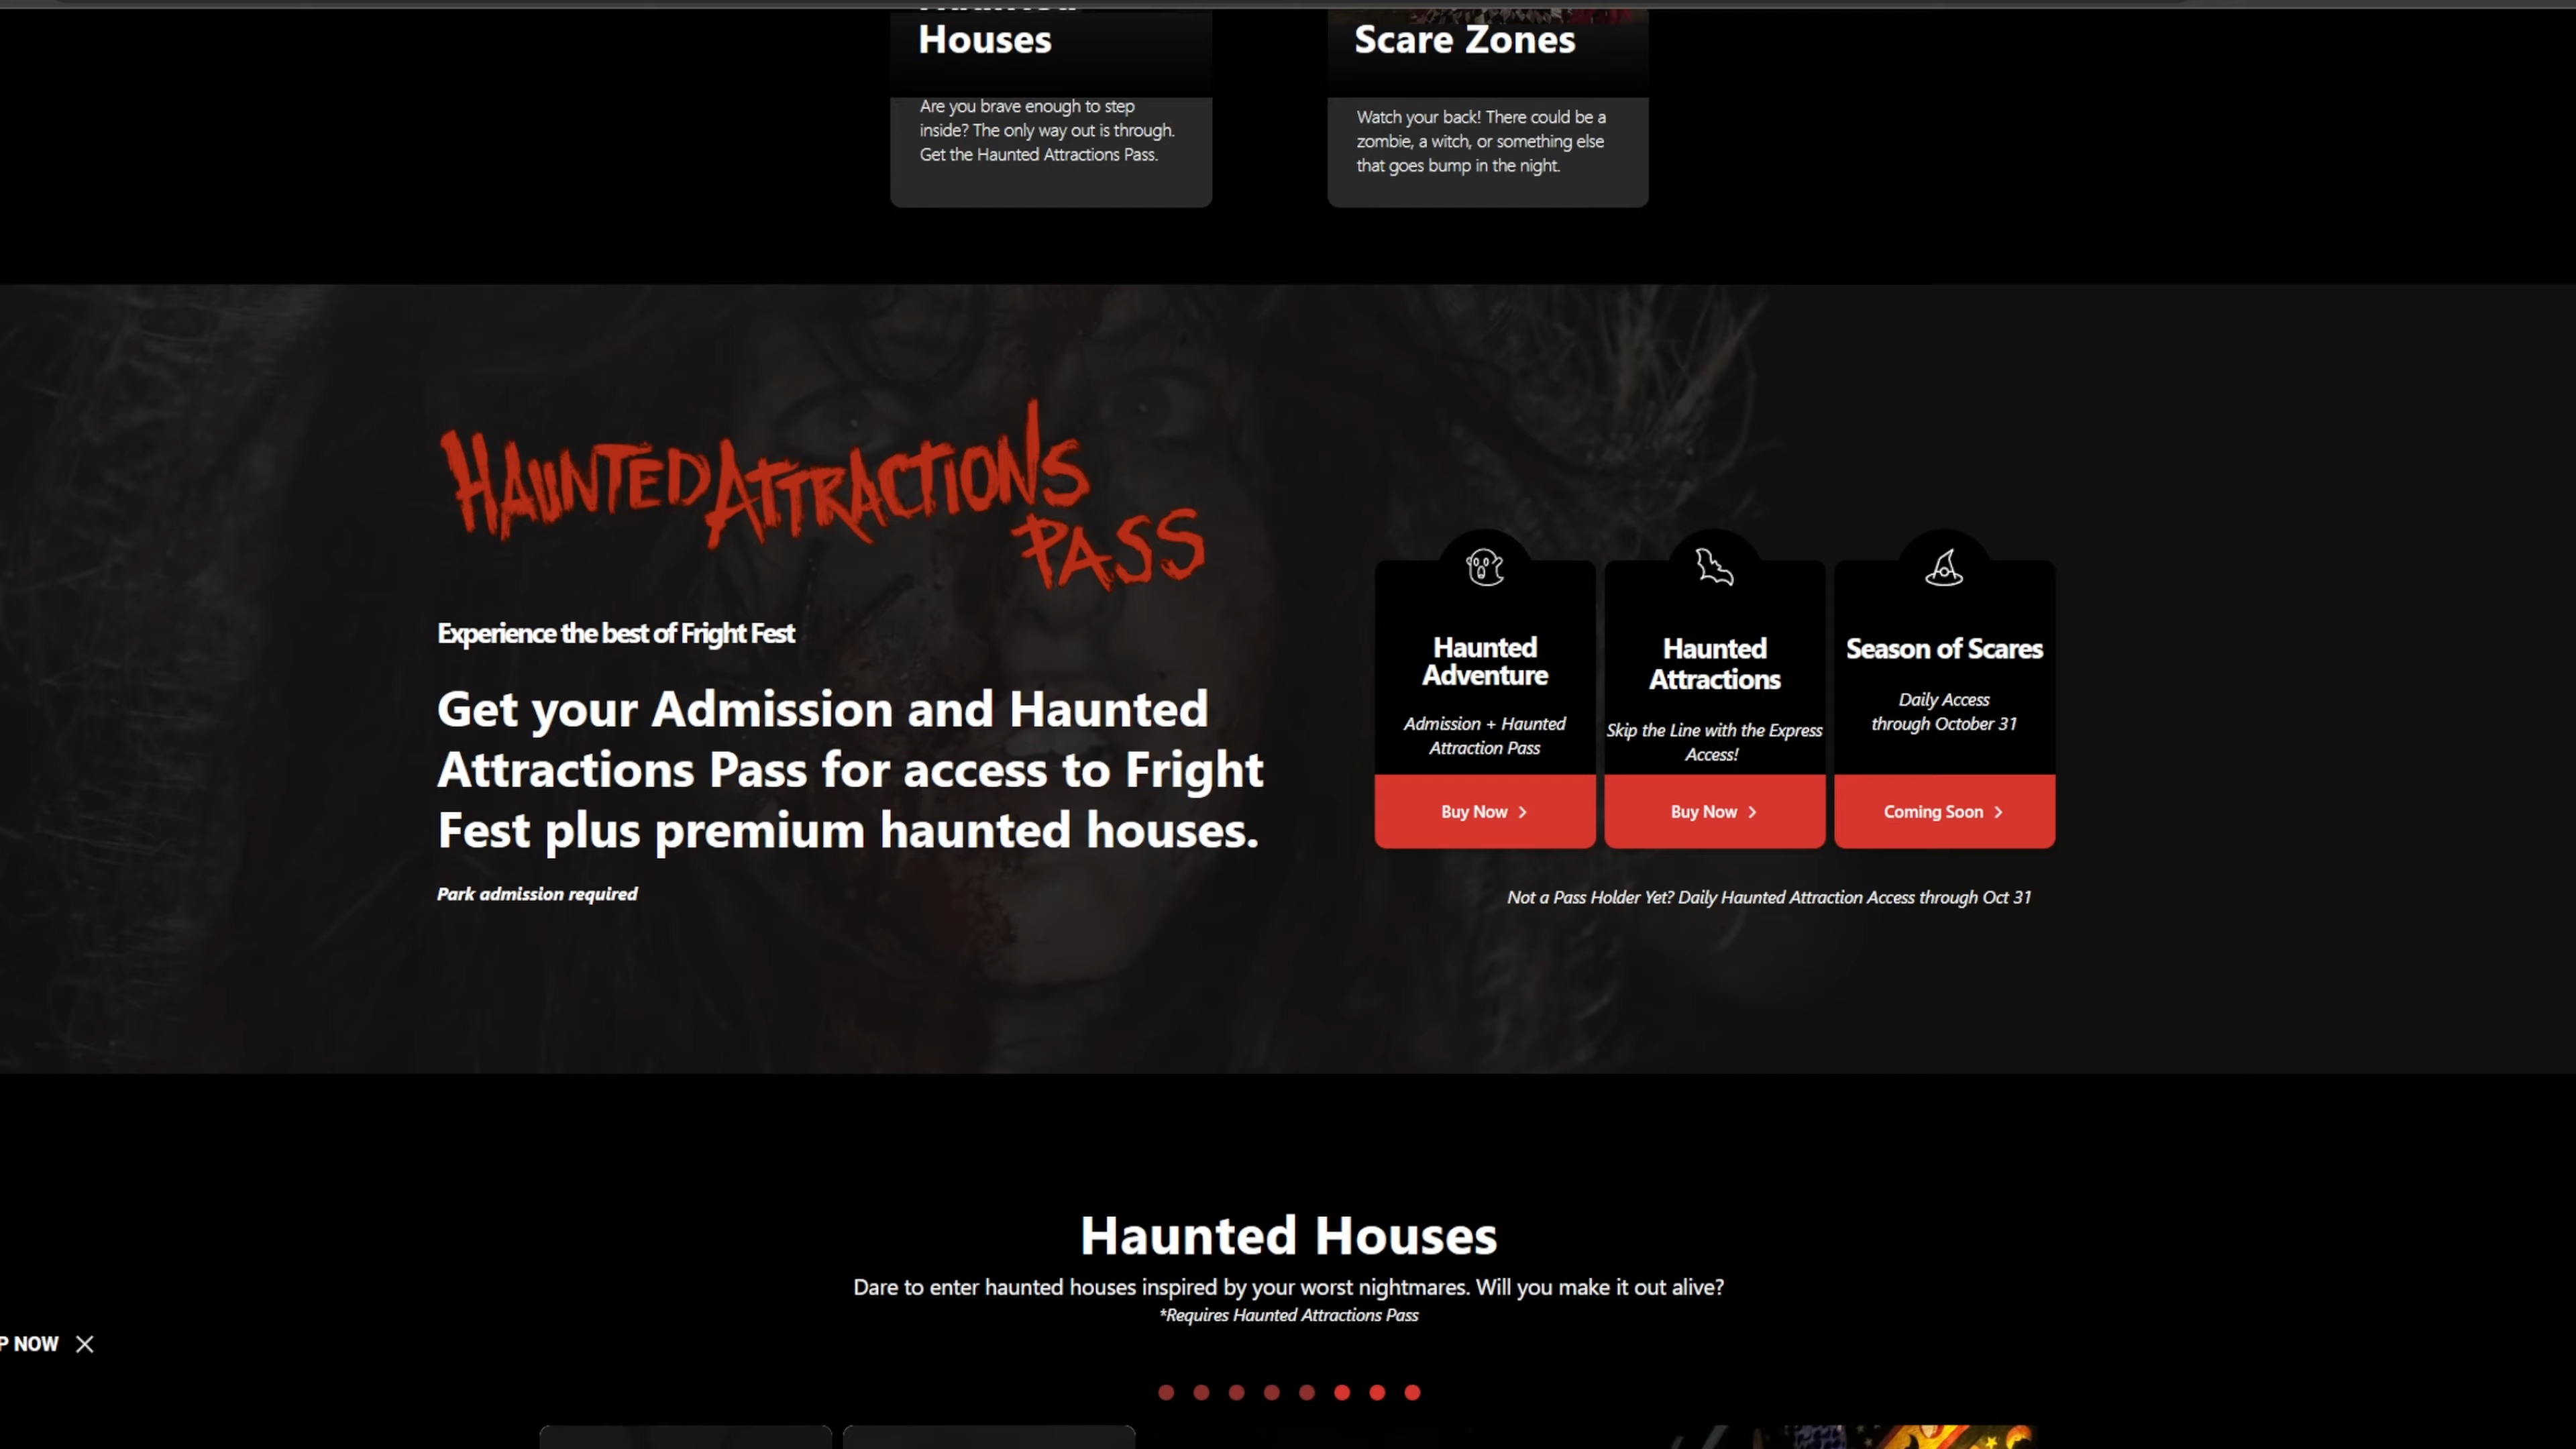 Houses
Are you brave enough to step
inside? The only way out is through.
Get the Haunted Attractions Pass.
Scare Zones
Watch your back! There could be a
zombie, a witch, or something else
that goes bump in the night.
HAUNTED ATTRACTIONS
PASS
Experience the best of Fright Fest
Get your Admission and Haunted
Attractions Pass for access to Fright
Fest plus premium haunted houses.
Park admission required
Haunted
Adventure
Admission + Haunted
Attraction Pass
Buy Now
Haunted
Attractions
Skip the Line with the Express
Access!
Buy Now
Season of Scares
Daily Access
through October 31
Coming Soon
Not a Pass Holder Yet? Daily Haunted Attraction Access through Oct 31
Haunted Houses
Dare to enter haunted houses inspired by your worst nightmares. Will you make it out alive?
*Requires Haunted Attractions Pass
P NOW